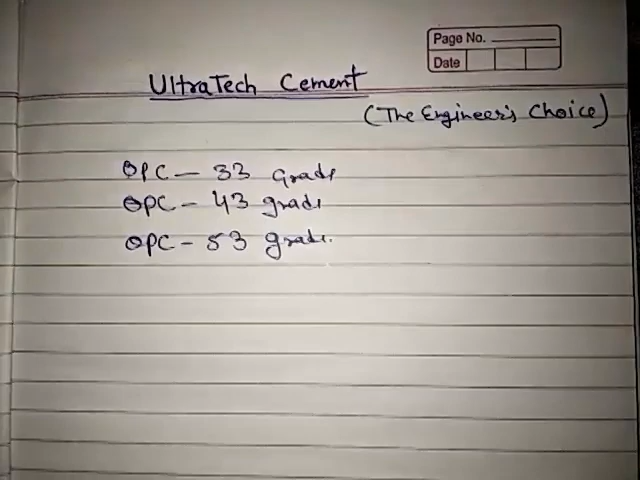 Page No.
Date
UltraTech Cement
(The Engineer's Choice)
OPC - 33 Grade
OPC - 43 grade
OPC - 53 grade.